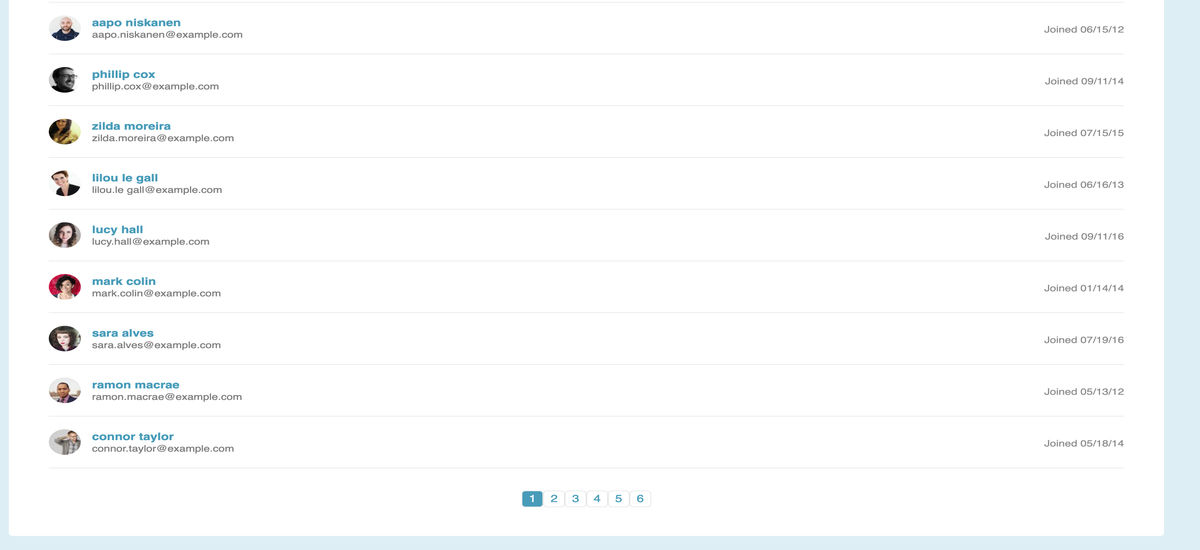 aapo niskanen
aapo.niskanen@example.com
Joined 06/15/12
phillip cox
phillip.cox@example.com
Joined 09/11/14
zilda moreira
zilda.moreira@example.com
Joined 07/15/15
lilou le gall
lilou.le gall@example.com
Joined 06/16/13
lucy hall
lucy.hall@example.com
Joined 09/11/16
mark colin
mark.colin@example.com
Joined 01/14/14
sara alves
sara.alves@example.com
Joined 07/19/16
ramon macrae
ramon.macrae@example.com
Joined 05/13/12
connor taylor
connor.taylor@example.com
Joined 05/18/14
1 2 3 4 5 6